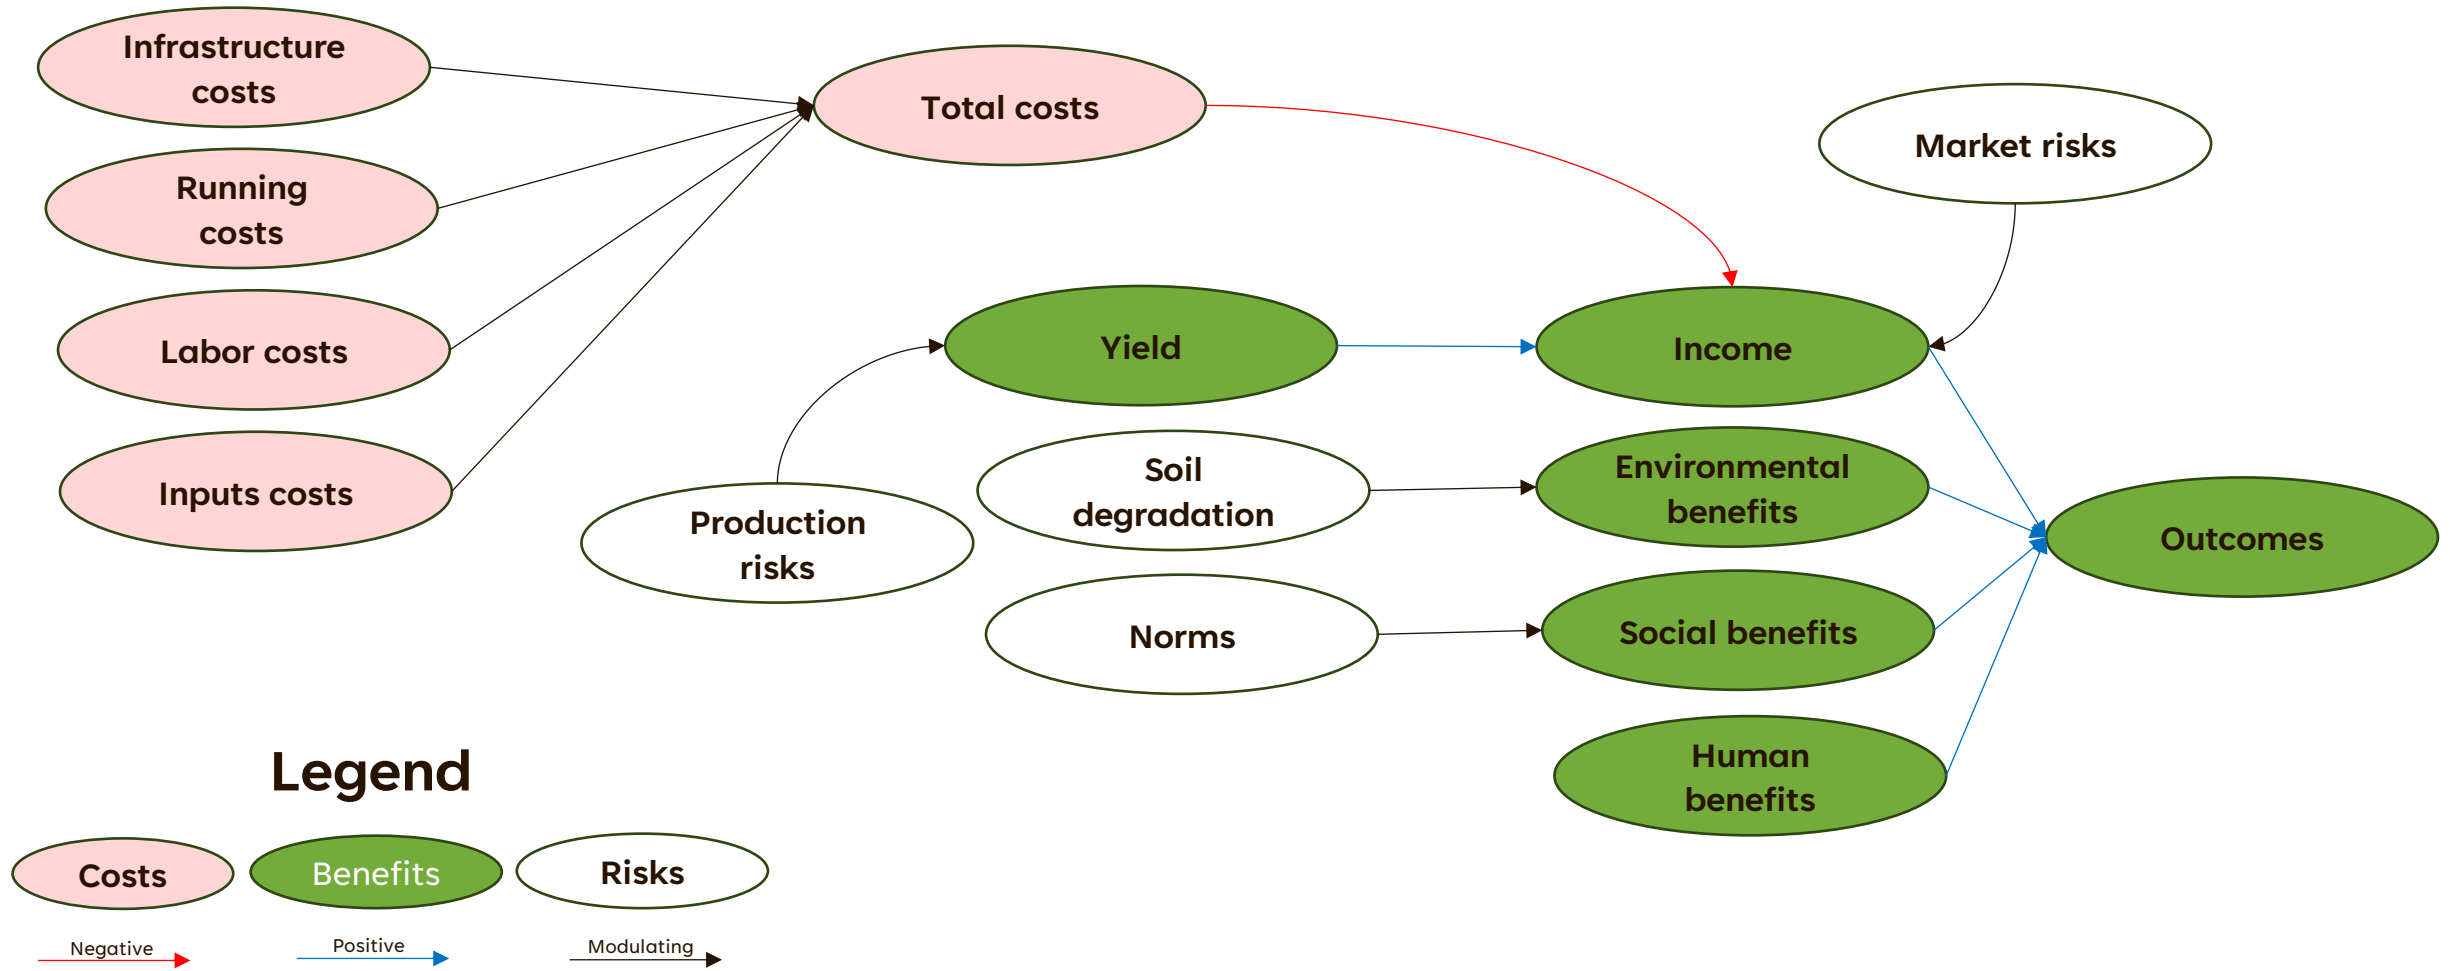 Infrastructure
costs
Running
costs
Labor costs
Inputs costs
Total costs
Market risks
Yield
Income
Production
risks
Soil
degradation
Environmental
benefits
Norms
Social benefits
Human
benefits
Outcomes
Legend
Costs
Benefits
Risks
Negative
Positive
Modulating